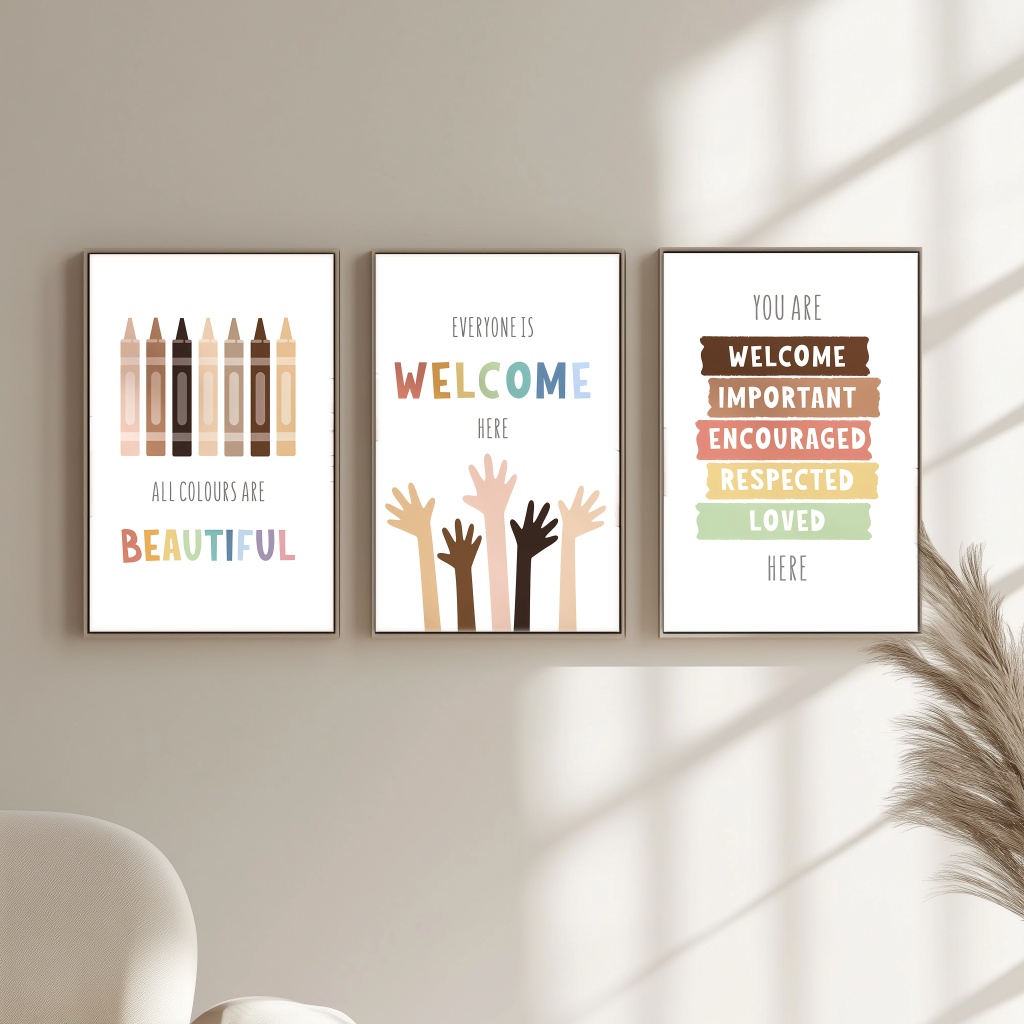 ALL COLOURS ARE
BEAUTIFUL
EVERYONE IS
WELCOME
HERE
YOU ARE
WELCOME
IMPORTANT
ENCOURAGED
RESPECTED
LOVED
HERE